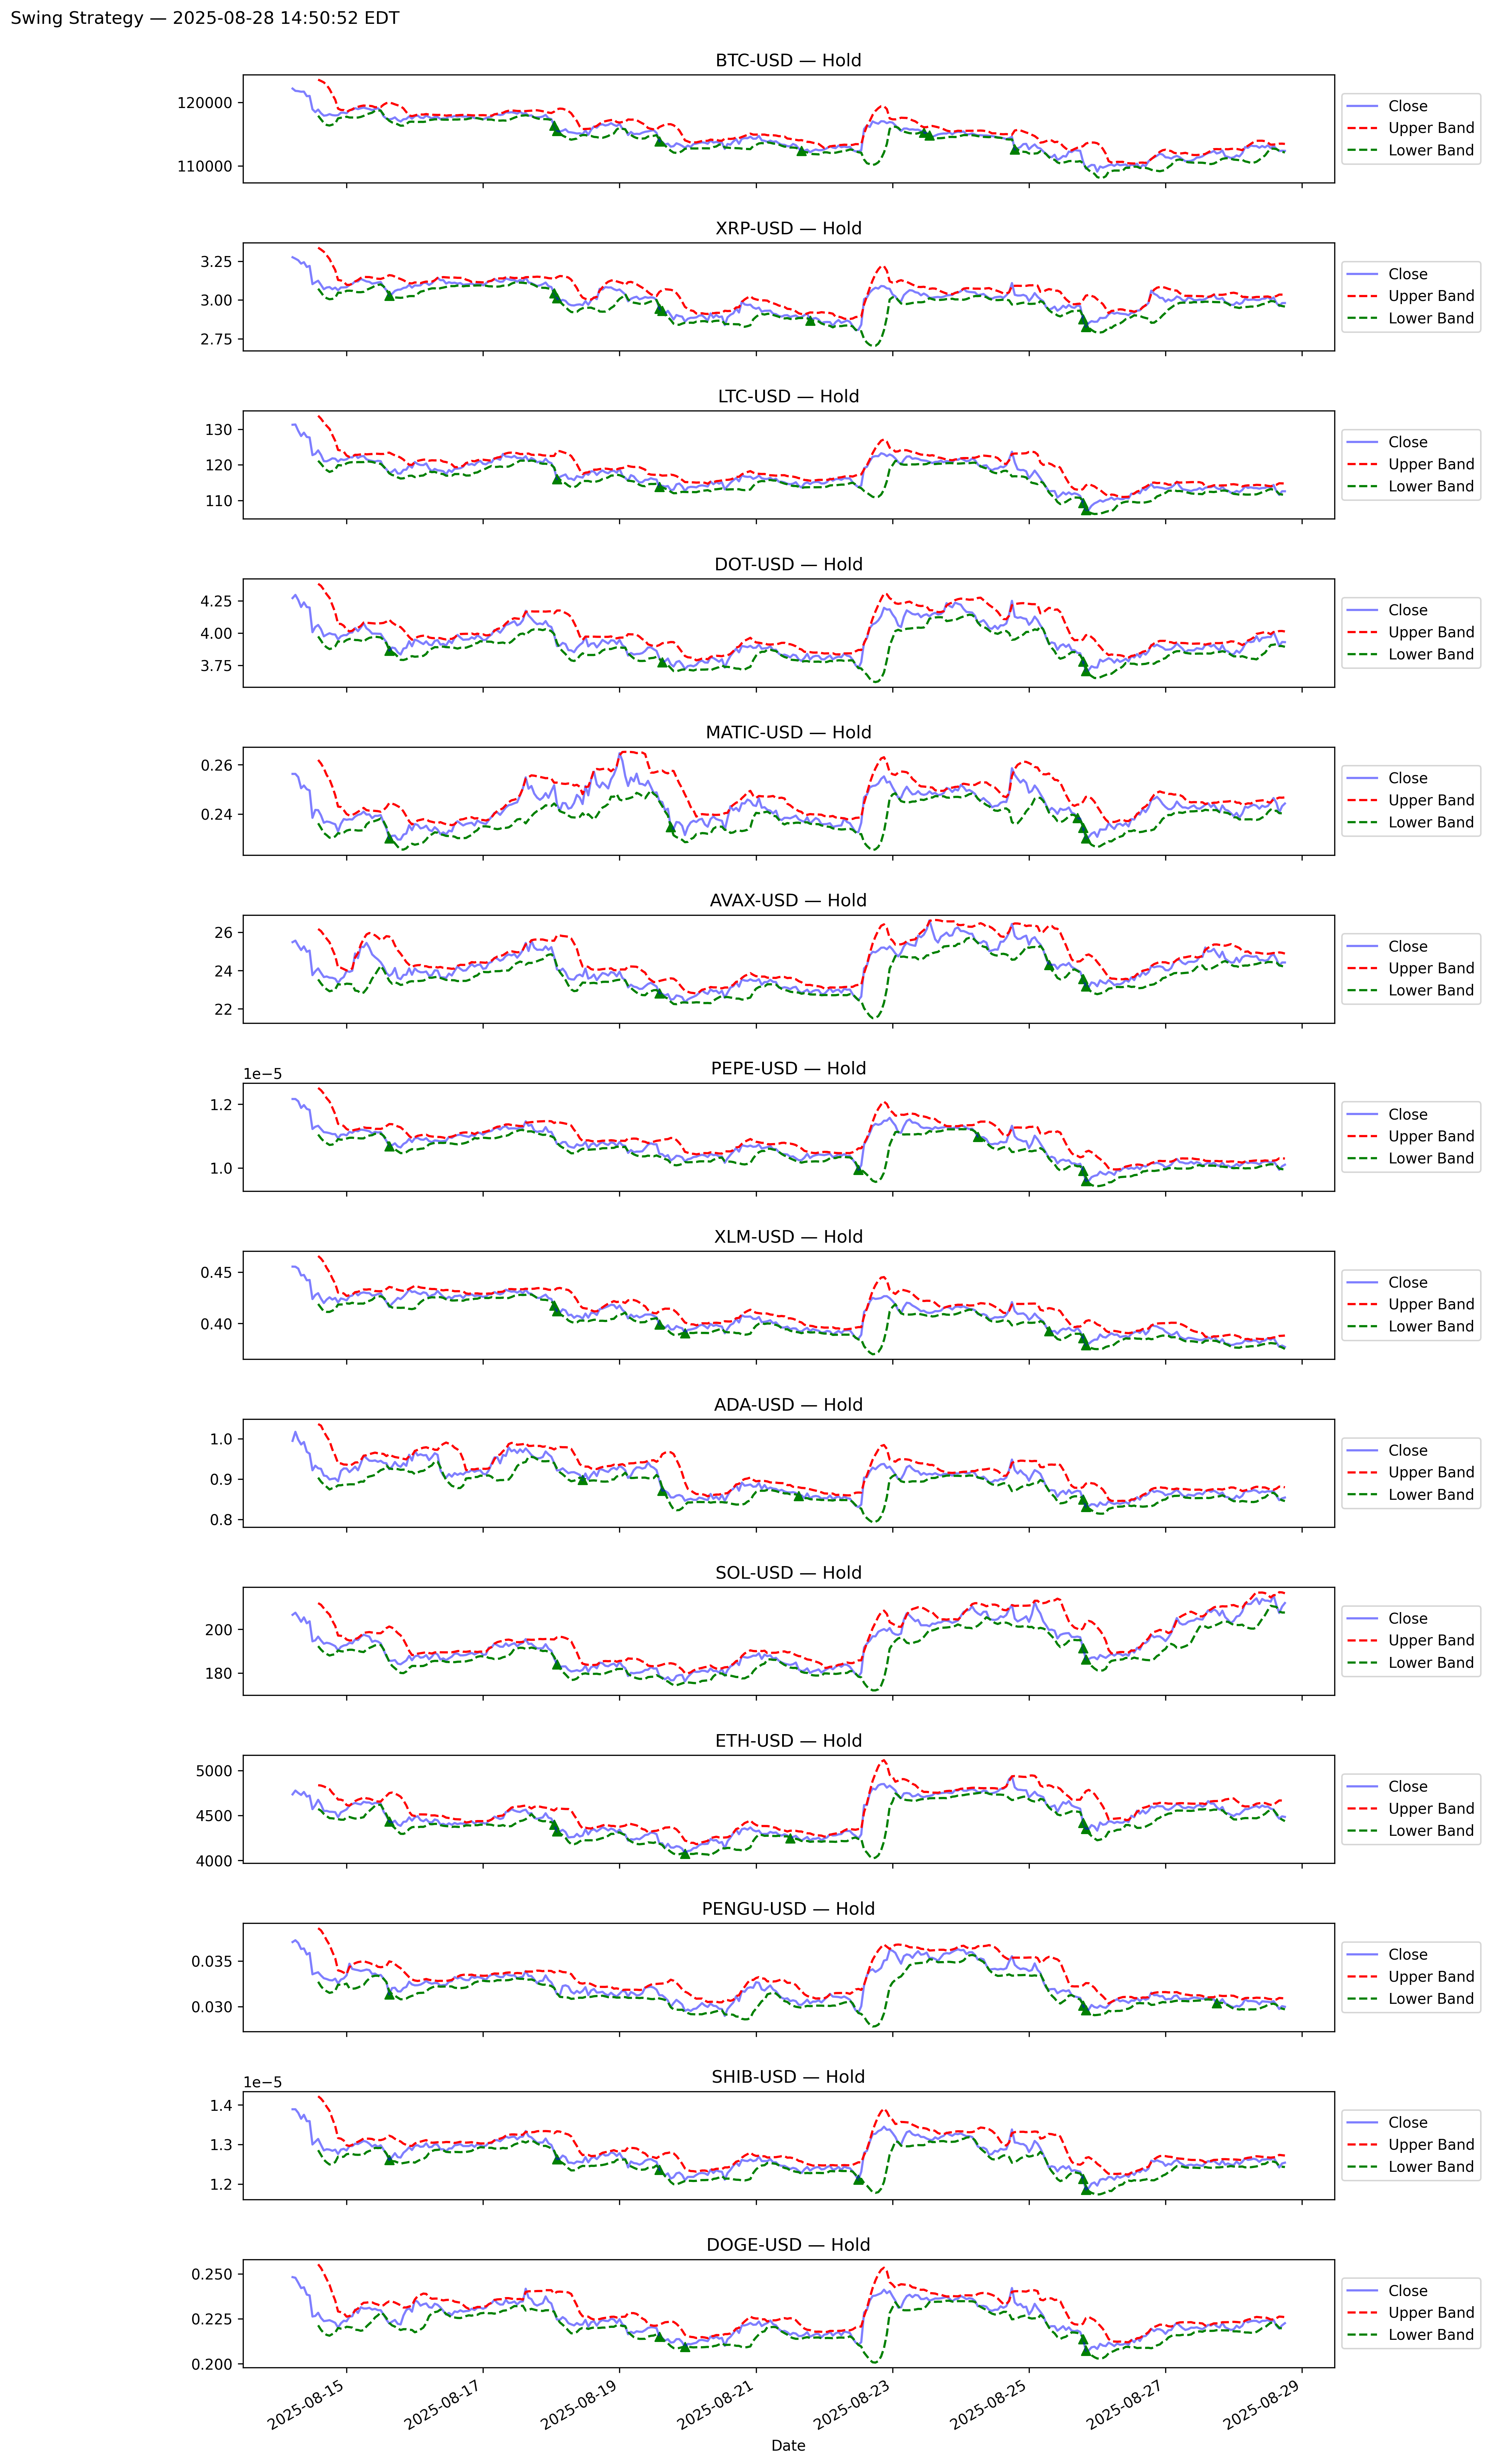 Swing Strategy — 2025-08-28 14:50:52 EDT
BTC-USD — Hold
120000
110000
Close
Upper Band
Lower Band
XRP-USD — Hold
3.25
3.00
2.75
Close
Upper Band
Lower Band
LTC-USD — Hold
130
120
110
Close
Upper Band
Lower Band
DOT-USD — Hold
4.25
4.00
3.75
Close
Upper Band
Lower Band
MATIC-USD — Hold
0.26
0.24
Close
Upper Band
Lower Band
AVAX-USD — Hold
26
24
22
Close
Upper Band
Lower Band
PEPE-USD — Hold
1e−5
1.2
1.0
Close
Upper Band
Lower Band
XLM-USD — Hold
0.45
0.40
Close
Upper Band
Lower Band
ADA-USD — Hold
1.0
0.9
0.8
Close
Upper Band
Lower Band
SOL-USD — Hold
200
180
Close
Upper Band
Lower Band
ETH-USD — Hold
5000
4500
4000
Close
Upper Band
Lower Band
PENGU-USD — Hold
0.035
0.030
Close
Upper Band
Lower Band
SHIB-USD — Hold
1e−5
1.4
1.3
1.2
Close
Upper Band
Lower Band
DOGE-USD — Hold
0.250
0.225
0.200
Close
Upper Band
Lower Band
2025-08-15
2025-08-17
2025-08-19
2025-08-21
2025-08-23
2025-08-25
2025-08-27
2025-08-29
Date